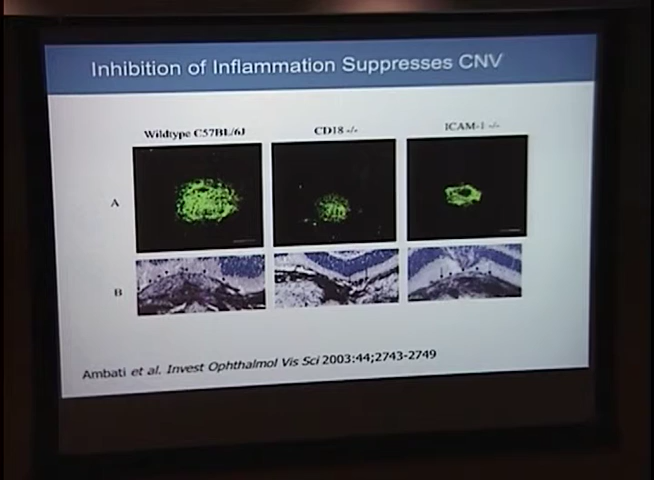 Inhibition of Inflammation Suppresses CNV
Wildtype C57BL/6J CD18 -/- ICAM-1 -/-
A
B
Ambati et al. Invest Ophthalmol Vis Sci 2003:44;2743-2749